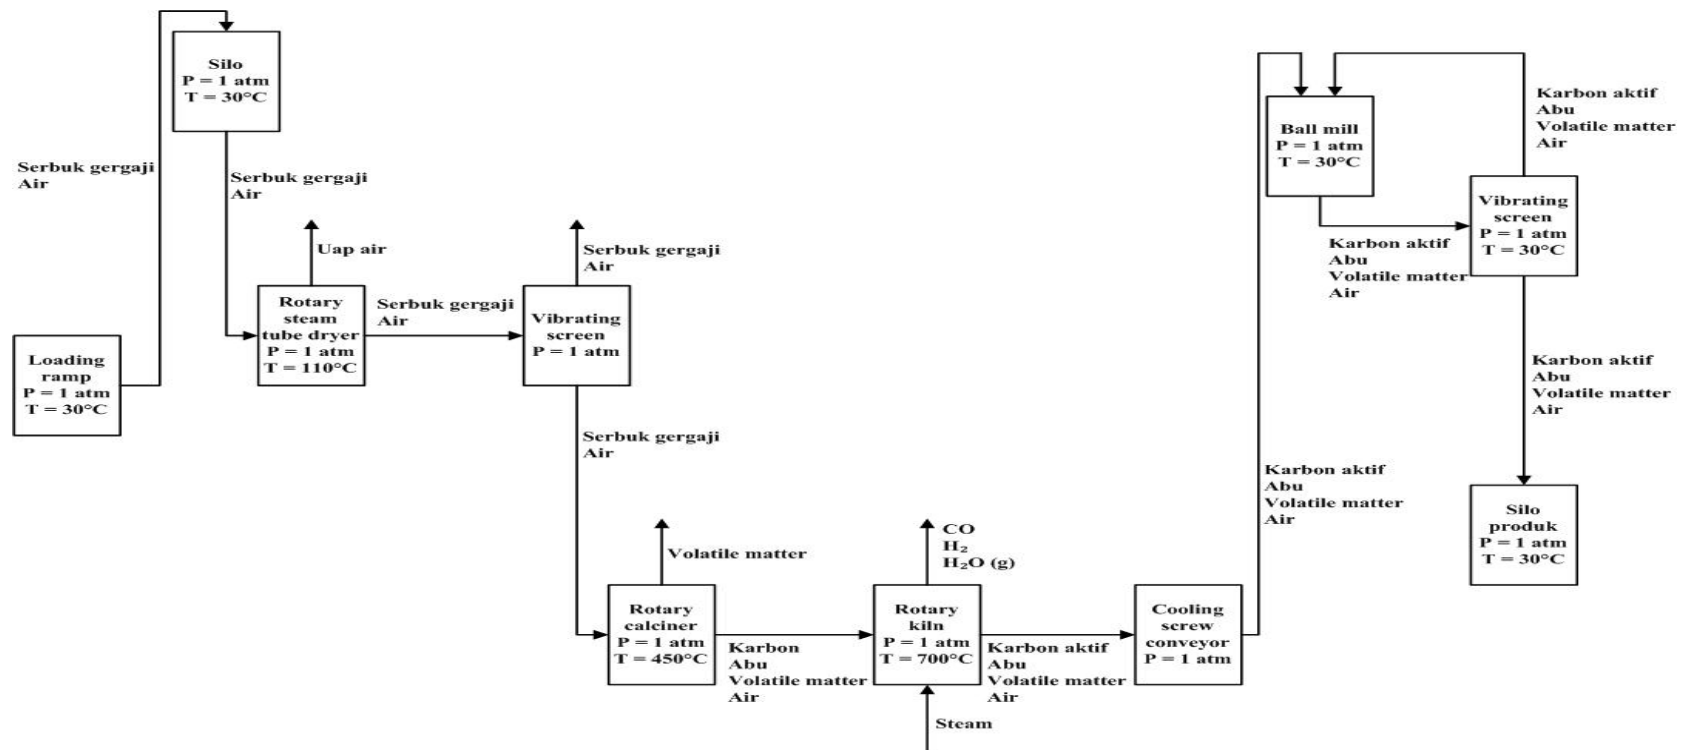 Silo
P = 1 atm
T = 30°C
Serbuk gergaji
Air
Serbuk gergaji
Air
Uap air
Loading
ramp
P = 1 atm
T = 30°C
Rotary
steam
tube dryer
P = 1 atm
T = 110°C
Serbuk gergaji
Air
Serbuk gergaji
Air
Vibrating
screen
P = 1 atm
Serbuk gergaji
Air
Volatile matter
Rotary
calciner
P = 1 atm
T = 450°C
Karbon
Abu
Volatile matter
Air
CO
H₂
H₂O (g)
Rotary
kiln
P = 1 atm
T = 700°C
Steam
Karbon aktif
Abu
Volatile matter
Air
Cooling
screw
conveyor
P = 1 atm
Karbon aktif
Abu
Volatile matter
Air
Ball mill
P = 1 atm
T = 30°C
Karbon aktif
Abu
Volatile matter
Air
Karbon aktif
Abu
Volatile matter
Air
Vibrating
screen
P = 1 atm
T = 30°C
Karbon aktif
Abu
Volatile matter
Air
Silo
produk
P = 1 atm
T = 30°C